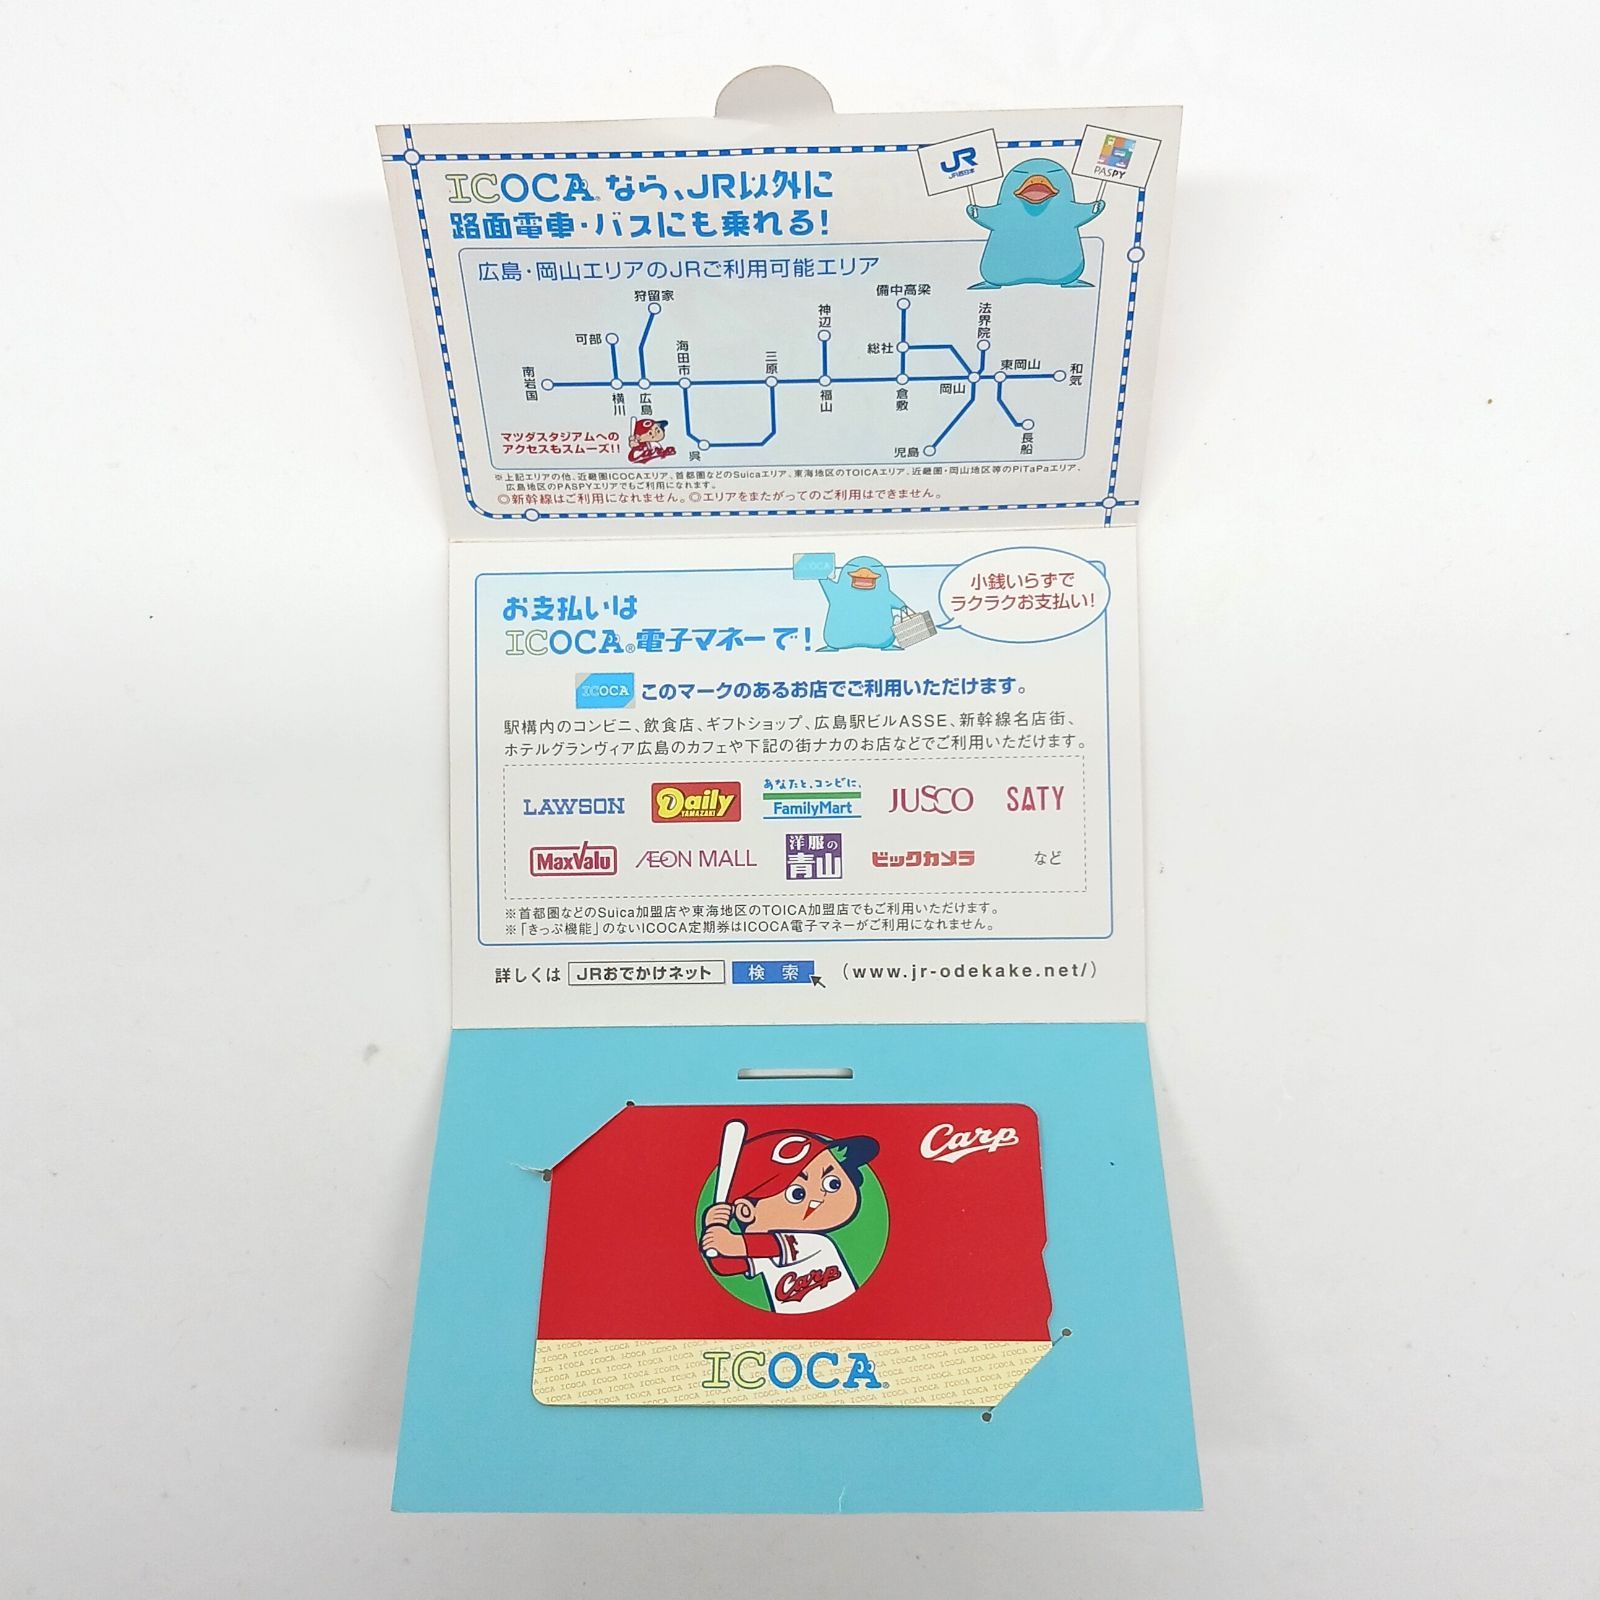 ICOCA®なら、JR以外に
路面電車・バスにも乗れる!
JR
JR西日本
PASPY
広島・岡山エリアのJRご利用可能エリア
狩留家
備中高梁
法界院
神辺
可部
海田市
三原
総社
東岡山
和気
南岩国
横川
広島
福山
倉敷
岡山
長船
児島
呉
マツダスタジアムへの
アクセスもスムーズ!!
Carp
※上記エリアの他、近畿圏ICOCAエリア、首都圏などのSuicaエリア、東海地区のTOICAエリア、近畿圏・岡山地区等のPiTaPaエリア、
広島地区のPASPYエリアでもご利用になれます。
◎新幹線はご利用になれません。◎エリアをまたがってのご利用はできません。
ICOCA
小銭いらずで
ラクラクお支払い!
お支払いは
ICOCA®電子マネーで!
ICOCA このマークのあるお店でご利用いただけます。
駅構内のコンビニ、飲食店、ギフトショップ、広島駅ビルASSE、新幹線名店街、
ホテルグランヴィア広島のカフェや下記の街ナカのお店などでご利用いただけます。
LAWSON
Daily YAMAZAKI
あなたと、コンビに、
FamilyMart
JUSCO
SATY
MaxValu
ÆON MALL
洋服の
青山
ビックカメラ
など
※首都圏などのSuica加盟店や東海地区のTOICA加盟店でもご利用いただけます。
※「きっぷ機能」のないICOCA定期券はICOCA電子マネーがご利用になれません。
詳しくは JRおでかけネット 検索 (www.jr-odekake.net/)
Carp
C
Carp
ICOCA®